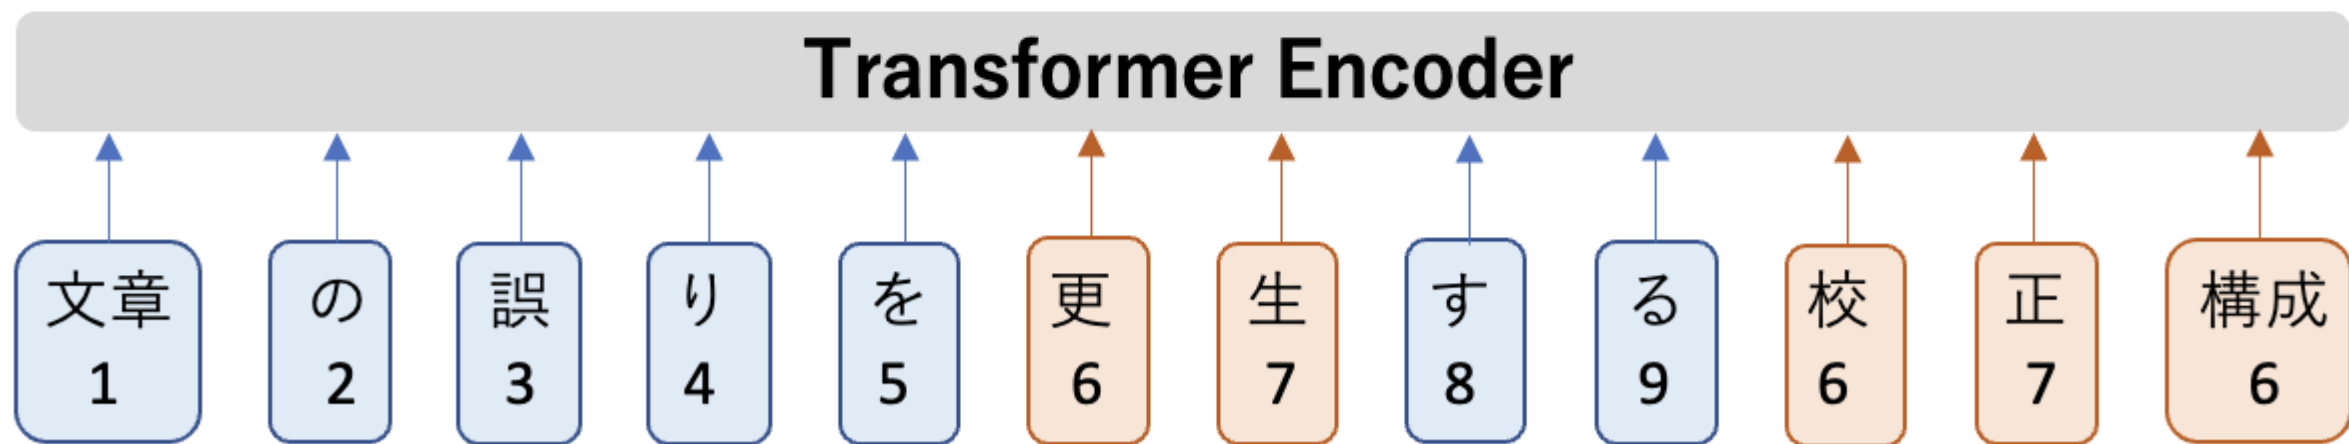 Transformer Encoder
文章 の 誤 り を 更 生 す る 校 正 構成
1 2 3 4 5 6 7 8 9 6 7 6